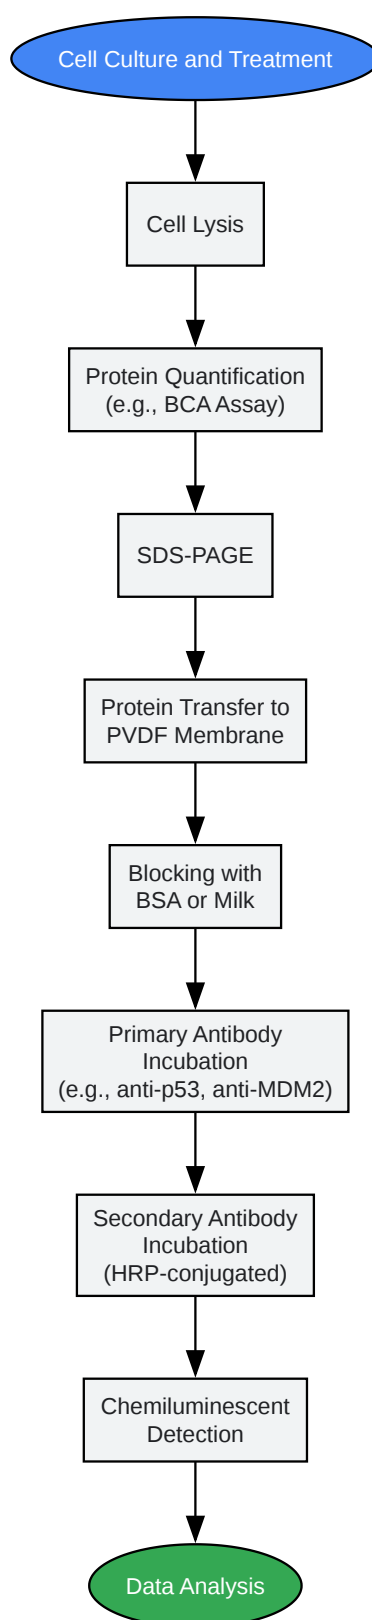 Cell Culture and Treatment
Cell Lysis
Protein Quantification
(e.g., BCA Assay)
SDS-PAGE
Protein Transfer to
PVDF Membrane
Blocking with
BSA or Milk
Primary Antibody
Incubation
(e.g., anti-p53, anti-MDM2)
Secondary Antibody
Incubation
(HRP-conjugated)
Chemiluminescent
Detection
Data Analysis